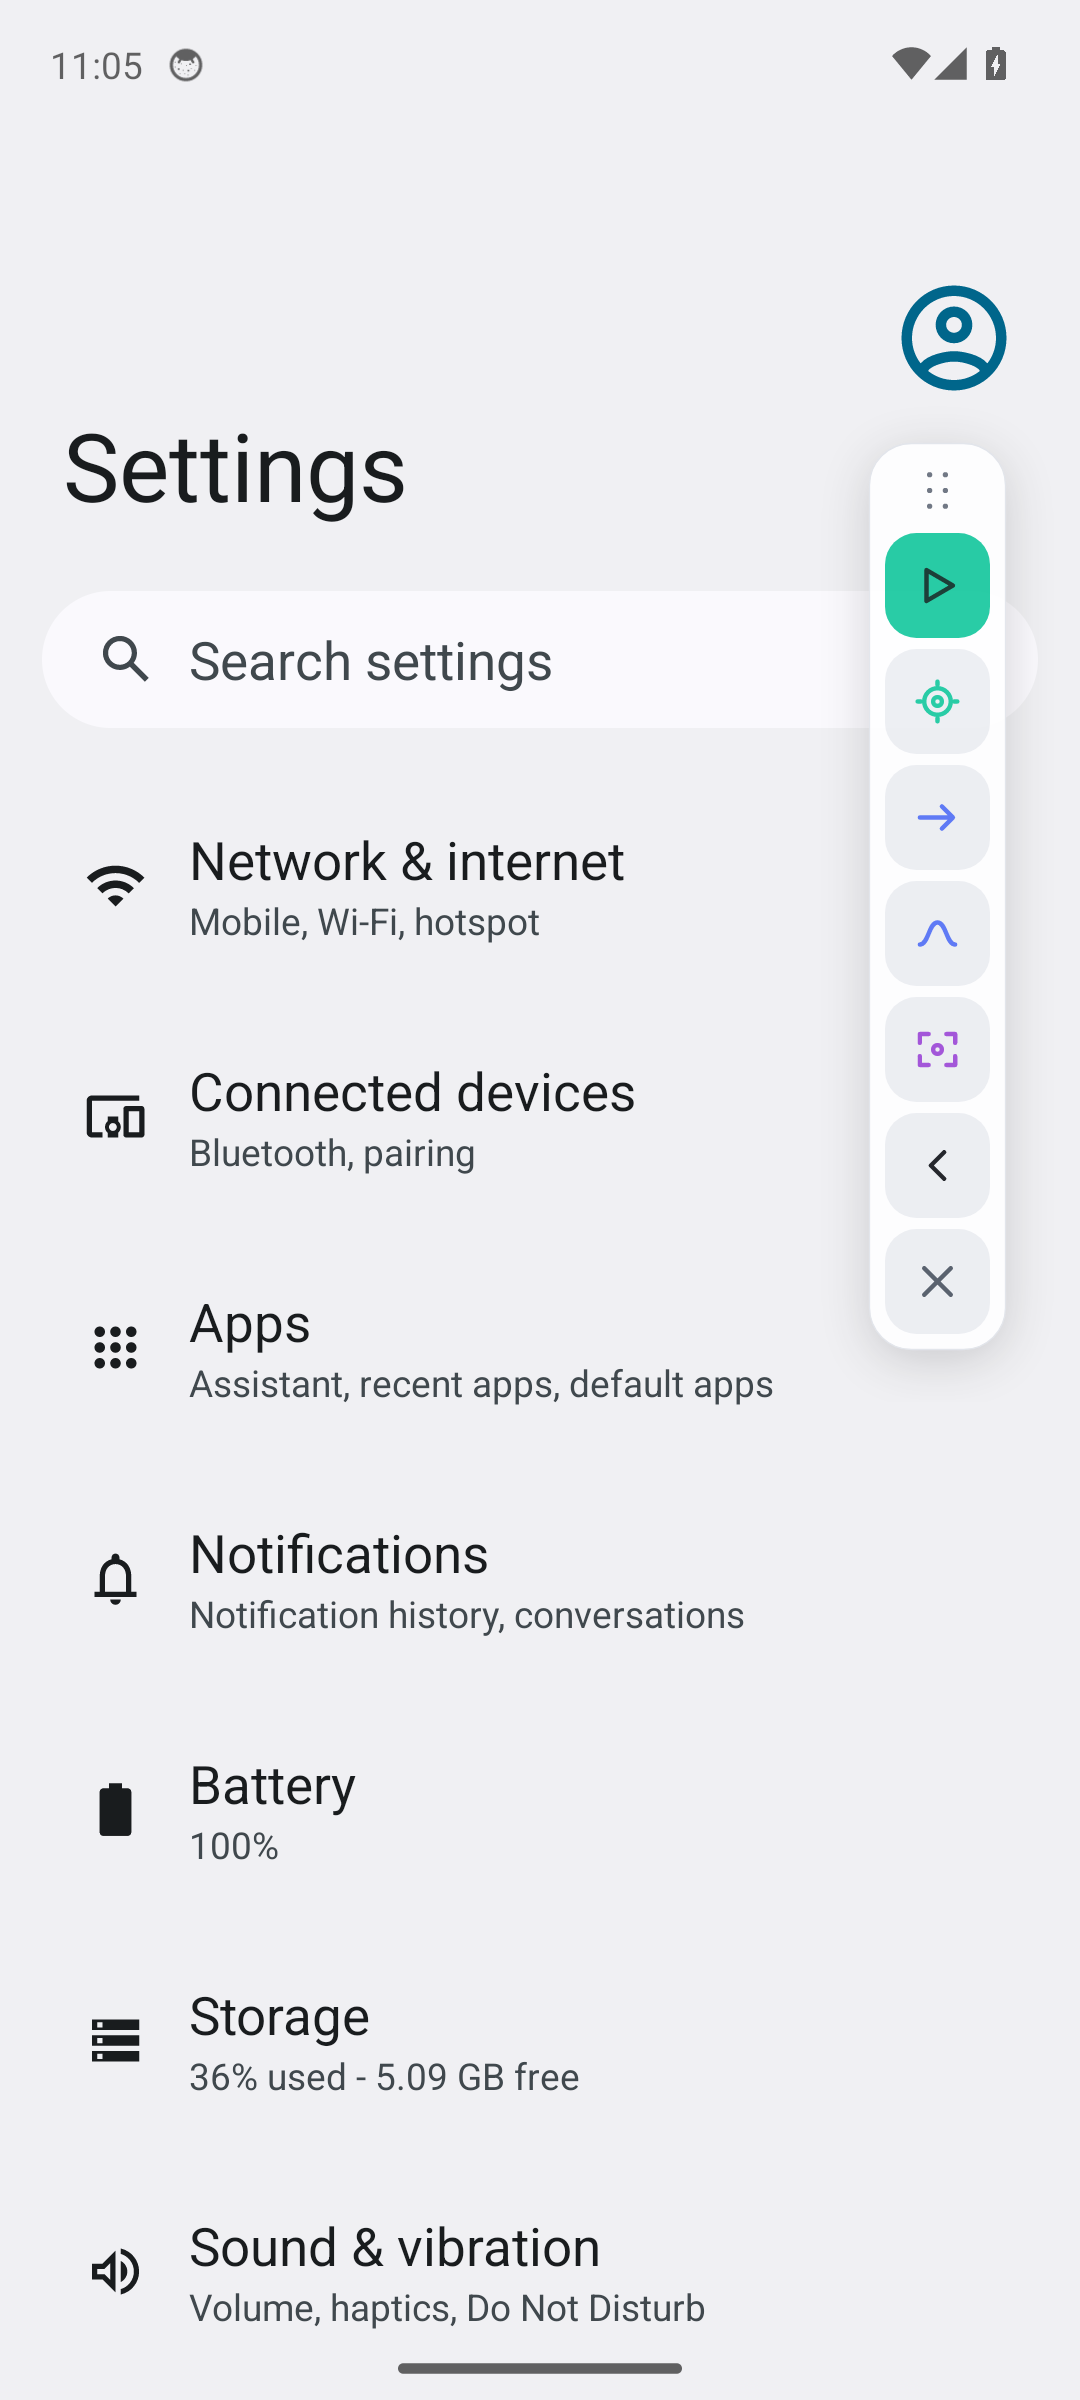 11:05
Settings
Search settings
Network & internet
Mobile, Wi-Fi, hotspot
Connected devices
Bluetooth, pairing
Apps
Assistant, recent apps, default apps
Notifications
Notification history, conversations
Battery
100%
Storage
36% used - 5.09 GB free
Sound & vibration
Volume, haptics, Do Not Disturb